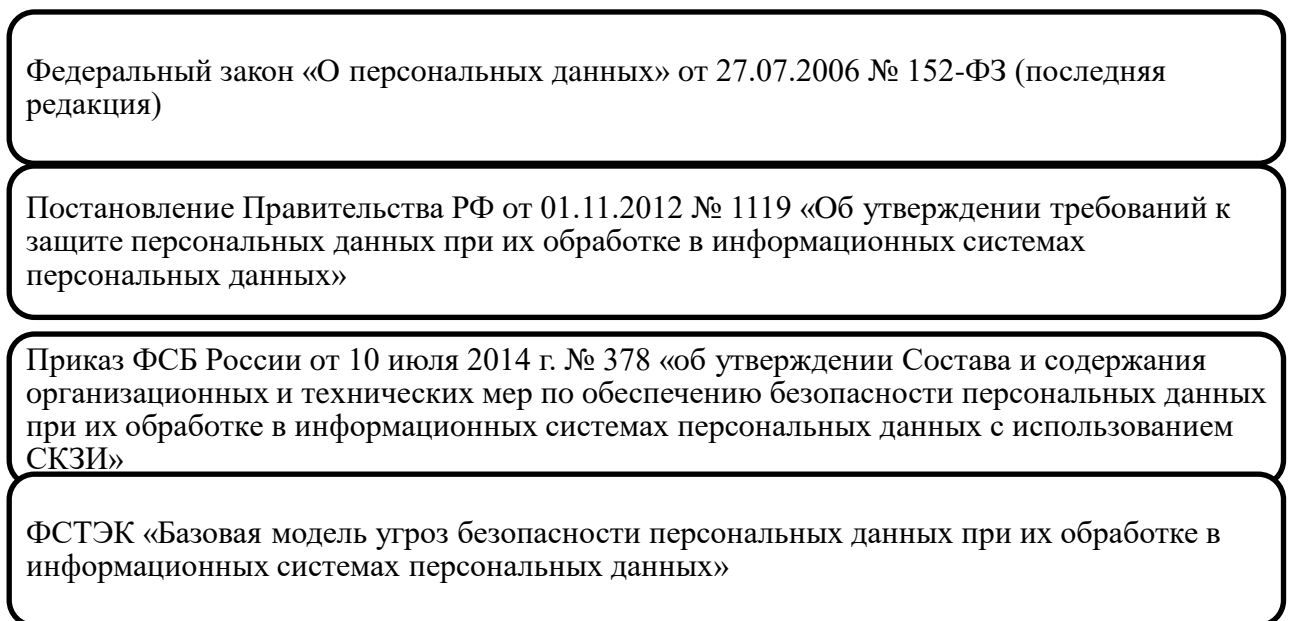 Федеральный закон «О персональных данных» от 27.07.2006 № 152-ФЗ (последняя
редакция)
Постановление Правительства РФ от 01.11.2012 № 1119 «Об утверждении требований к
защите персональных данных при их обработке в информационных системах
персональных данных»
Приказ ФСБ России от 10 июля 2014 г. № 378 «об утверждении Состава и содержания
организационных и технических мер по обеспечению безопасности персональных данных
при их обработке в информационных системах персональных данных с использованием
СКЗИ»
ФСТЭК «Базовая модель угроз безопасности персональных данных при их обработке в
информационных системах персональных данных»